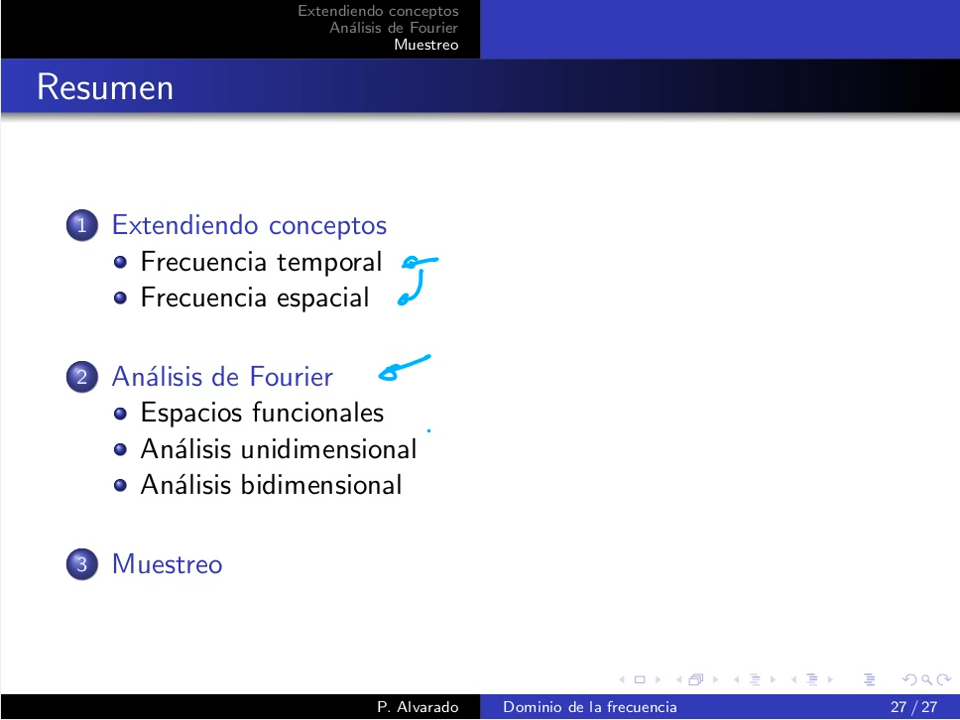 Extendiendo conceptos
Análisis de Fourier
Muestreo
Resumen
1 Extendiendo conceptos
Frecuencia temporal
Frecuencia espacial
2 Análisis de Fourier
Espacios funcionales
Análisis unidimensional
Análisis bidimensional
3 Muestreo
P. Alvarado Dominio de la frecuencia 27 / 27